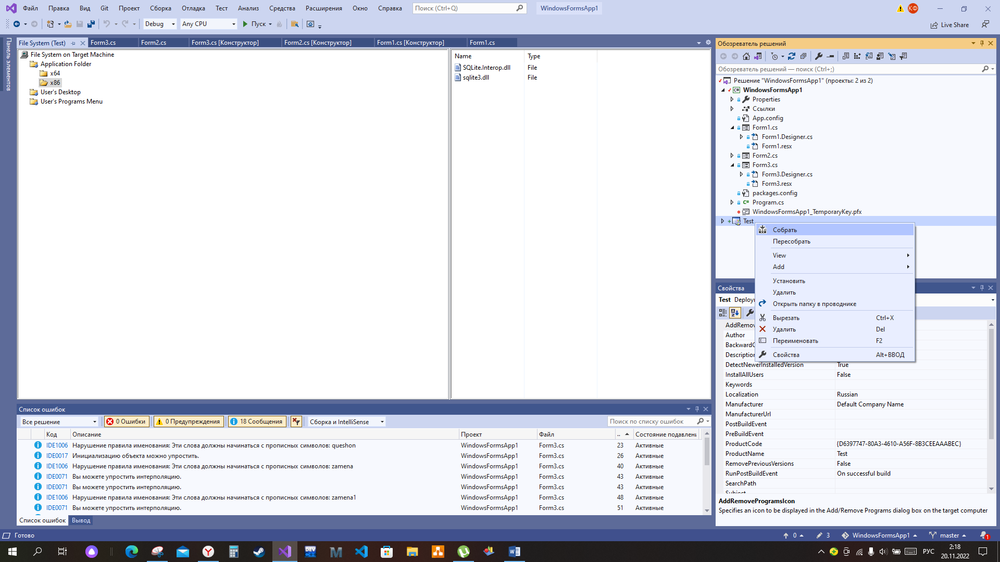 Файл Правка Вид Git Проект Сборка Отладка Тест Анализ Средства Расширения Окно Справка Поиск (Ctrl+Q) WindowsFormsApp1 КФ
Debug Any CPU Пуск Live Share
Панель элементов
File System (Test) Form3.cs Form2.cs Form3.cs [Конструктор] Form2.cs [Конструктор] Form1.cs [Конструктор] Form1.cs
File System on Target Machine
Application Folder
x64
x86
User's Desktop
User's Programs Menu
Name Type
SQLite.Interop.dll File
sqlite3.dll File
Обозреватель решений
Обозреватель решений — поиск (Ctrl+;)
Решение "WindowsFormsApp1" (проекты: 2 из 2)
WindowsFormsApp1
Properties
Ссылки
App.config
Form1.cs
Form1.Designer.cs
Form1.resx
Form2.cs
Form3.cs
Form3.Designer.cs
Form3.resx
packages.config
Program.cs
WindowsFormsApp1_TemporaryKey.pfx
Test
Собрать
Пересобрать
View
Add
Установить
Удалить
Открыть папку в проводнике
Вырезать Ctrl+X
Удалить Del
Переименовать F2
Свойства Alt+ВВОД
Свойства
Test
Author
DetectNewerInstalledVersion True
InstallAllUsers False
Keywords
Localization Russian
Manufacturer Default Company Name
ManufacturerUrl
PostBuildEvent
PreBuildEvent
ProductCode {D6397747-80A3-4610-A56F-8B3CEEAAABEC}
ProductName Test
RemovePreviousVersions False
RunPostBuildEvent On successful build
SearchPath
AddRemoveProgramsIcon
Specifies an icon to be displayed in the Add/Remove Programs dialog box on the target computer
Список ошибок
Все решение 0 Ошибки 0 Предупреждения 18 Сообщения Сборка и IntelliSense Поиск по списку ошибок
Код Описание Проект Файл .. Состояние подавлени
IDE1006 Нарушение правила именования: Эти слова должны начинаться с прописных символов: queshon WindowsFormsApp1 Form3.cs 23 Активные
IDE0017 Инициализацию объекта можно упростить. WindowsFormsApp1 Form3.cs 26 Активные
IDE1006 Нарушение правила именования: Эти слова должны начинаться с прописных символов: zamena WindowsFormsApp1 Form3.cs 40 Активные
IDE0071 Вы можете упростить интерполяцию. WindowsFormsApp1 Form3.cs 43 Активные
IDE0071 Вы можете упростить интерполяцию. WindowsFormsApp1 Form3.cs 43 Активные
IDE1006 Нарушение правила именования: Эти слова должны начинаться с прописных символов: zamena1 WindowsFormsApp1 Form3.cs 48 Активные
IDE0071 Вы можете упростить интерполяцию. WindowsFormsApp1 Form3.cs 51 Активные
Список ошибок Вывод
Готово 0 3 WindowsFormsApp1 master 1
DEV РУС 2:18
20.11.2022